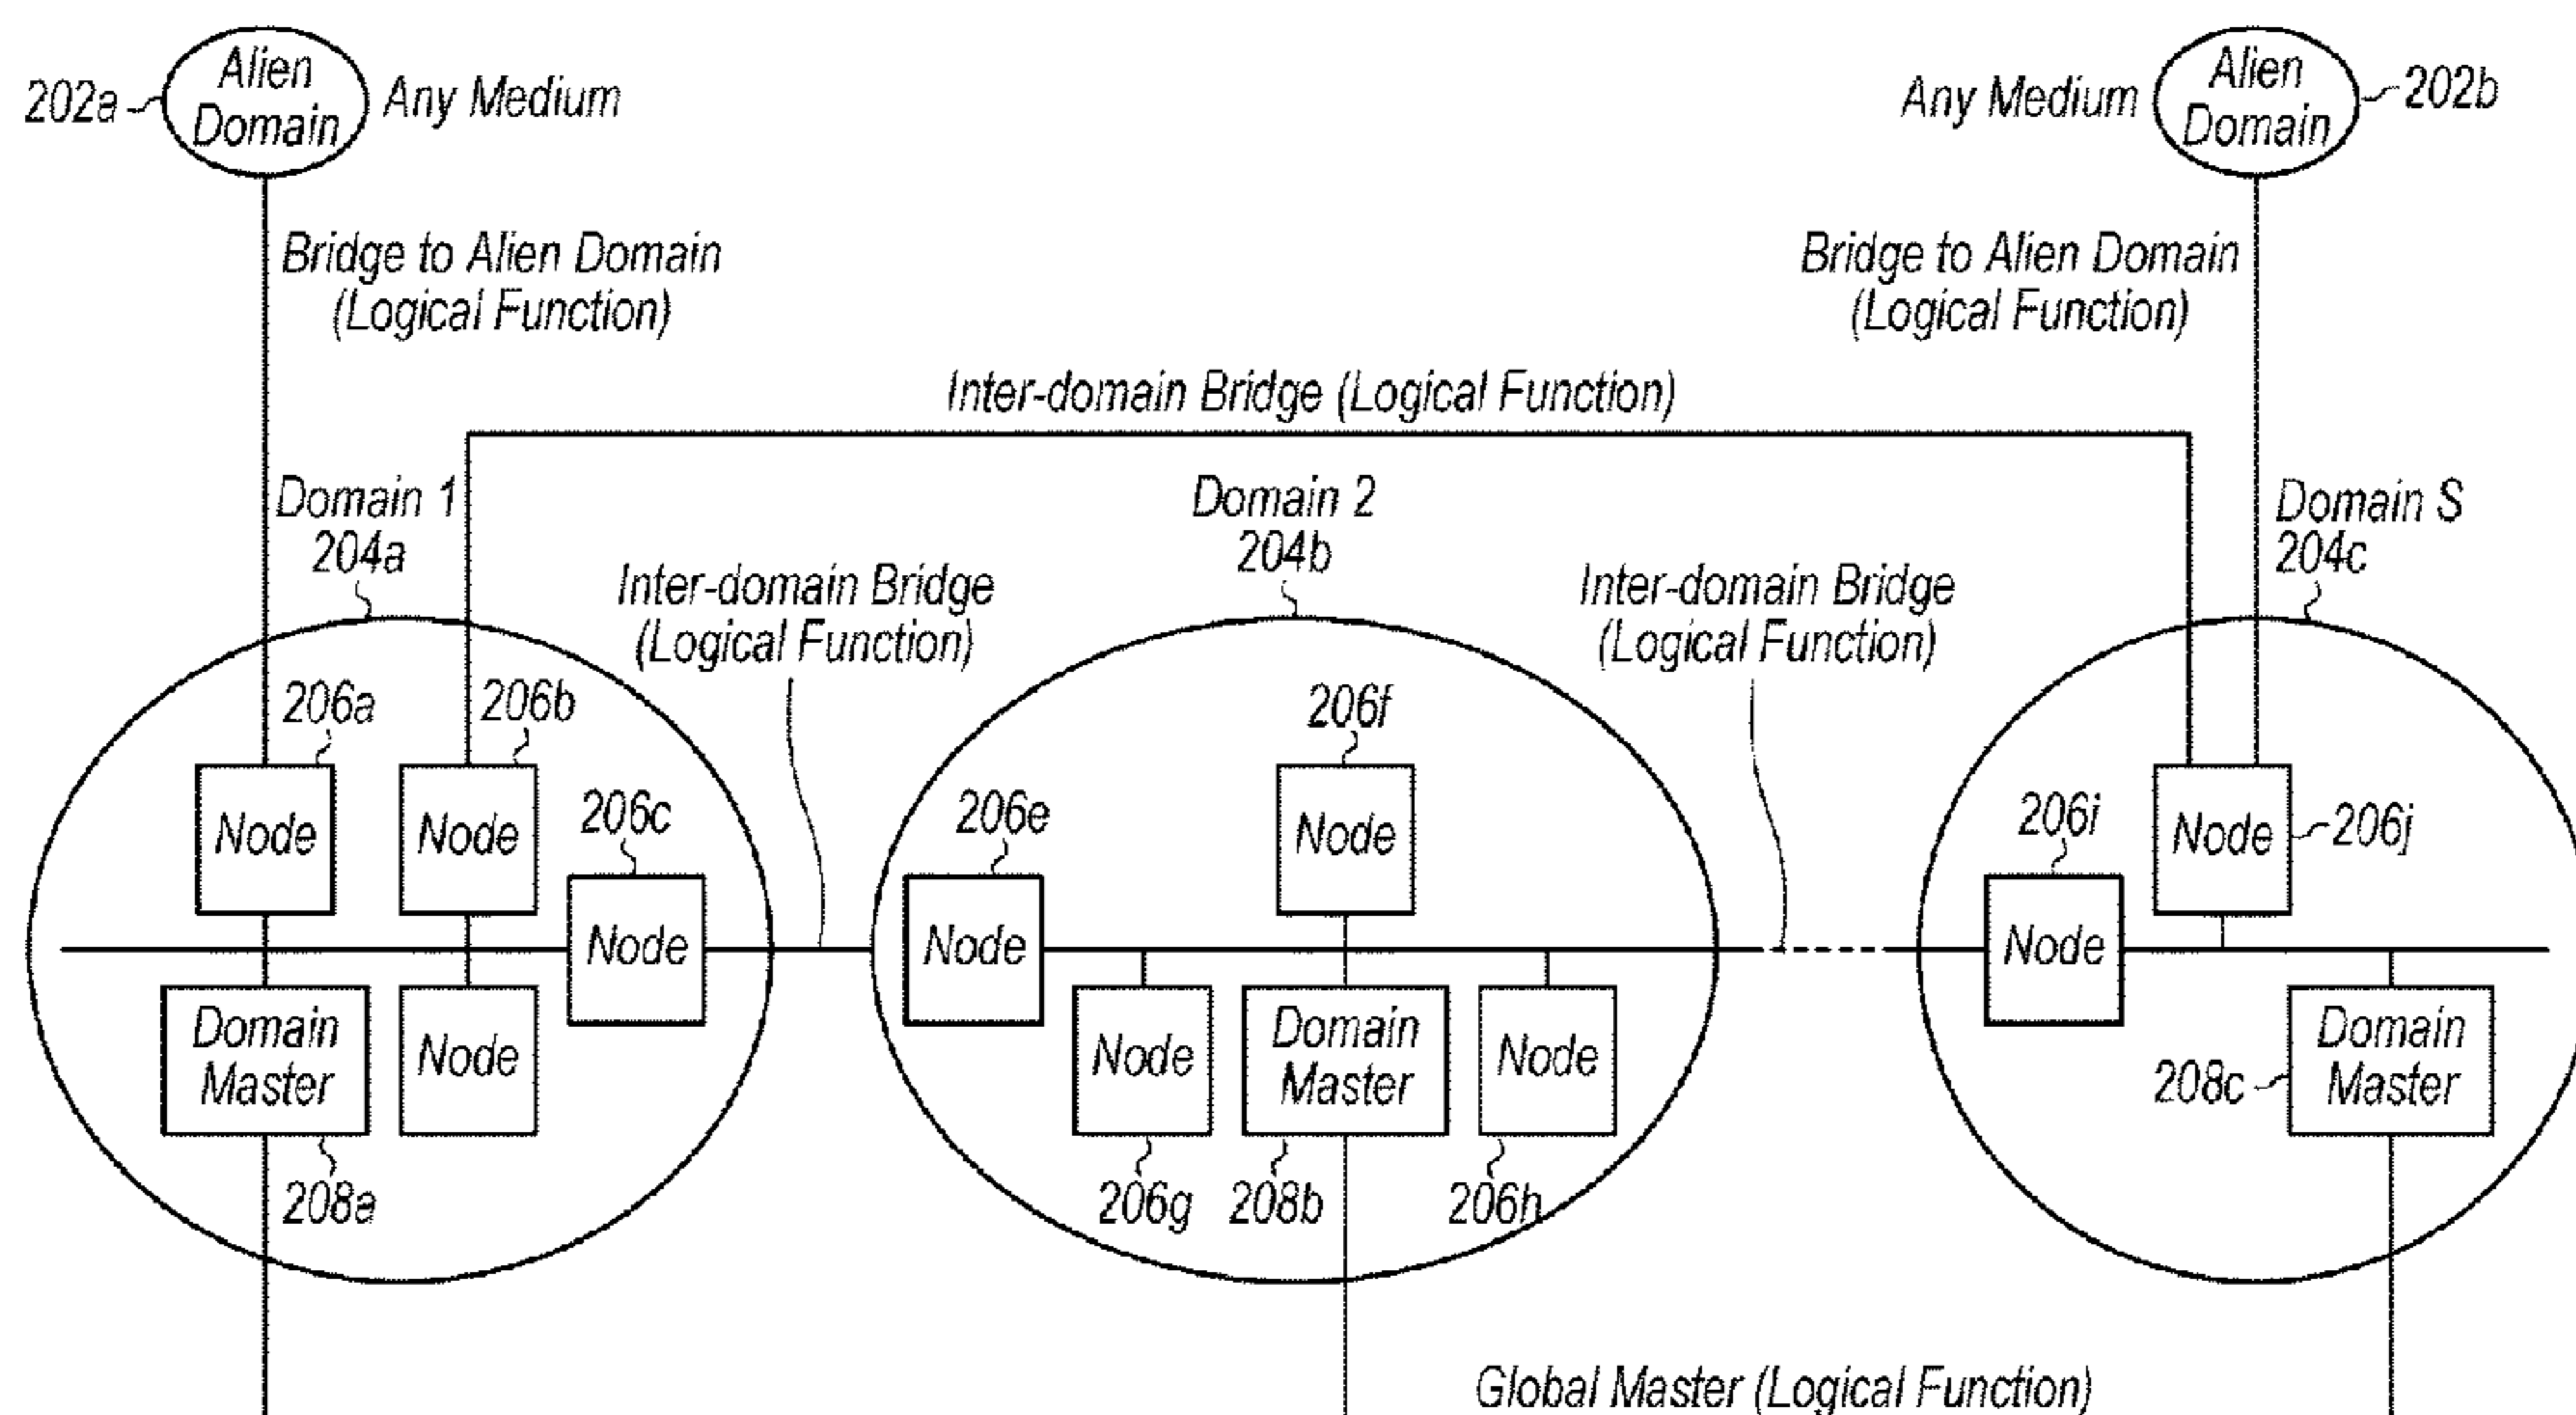 Alien
Domain
202a
Any Medium
Any Medium
Alien
Domain
202b
Bridge to Alien Domain
(Logical Function)
Bridge to Alien Domain
(Logical Function)
Inter-domain Bridge (Logical Function)
Domain 1
204a
Domain 2
204b
Domain S
204c
Inter-domain Bridge
(Logical Function)
Inter-domain Bridge
(Logical Function)
206a
206b
206c
206e
206f
206i
206j
Node
Node
Node
Node
Node
Node
Node
Domain
Master
Node
Node
Domain
Master
Node
Domain
Master
208a
206g
208b
206h
208c
Global Master (Logical Function)